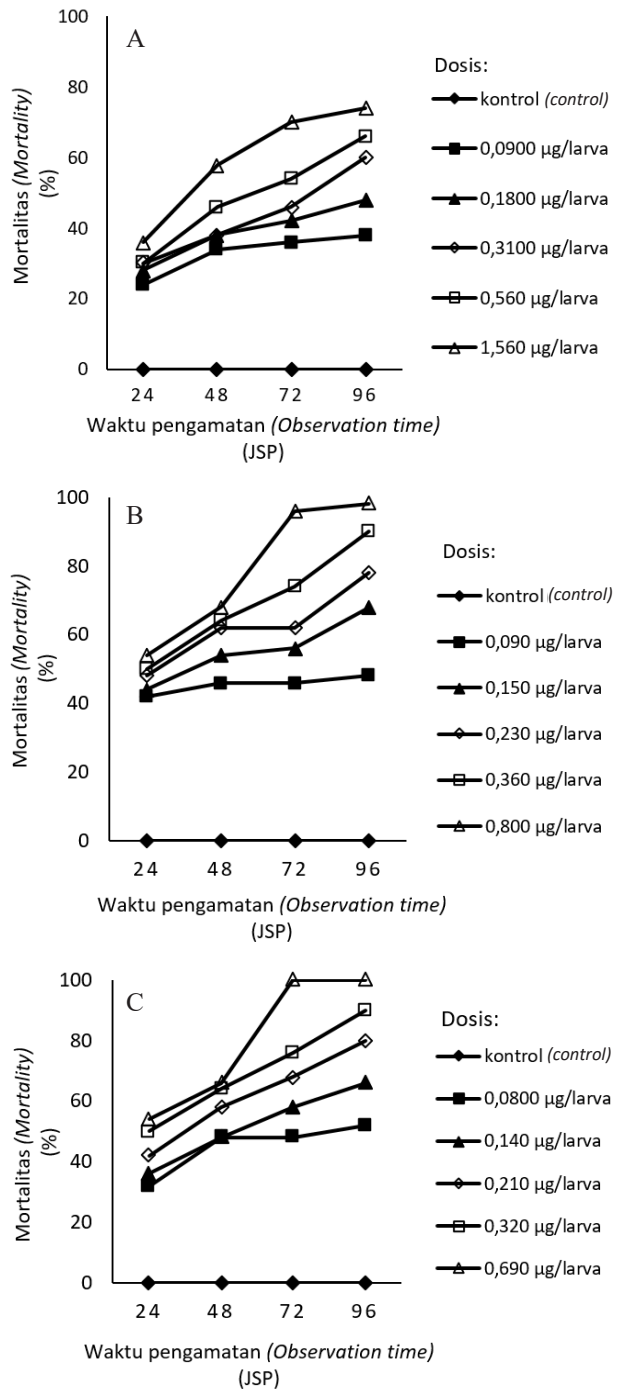 A
100
80
60
40
20
0
Mortalitas (Mortality)
(%)
24 48 72 96
Waktu pengamatan (Observation time)
(JSP)
Dosis:
kontrol (control)
0,0900 µg/larva
0,1800 µg/larva
0,3100 µg/larva
0,560 µg/larva
1,560 µg/larva
B
100
80
60
40
20
0
Mortalitas (Mortality)
(%)
24 48 72 96
Waktu pengamatan (Observation time)
(JSP)
Dosis:
kontrol (control)
0,090 µg/larva
0,150 µg/larva
0,230 µg/larva
0,360 µg/larva
0,800 µg/larva
C
100
80
60
40
20
0
Mortalitas (Mortality)
(%)
24 48 72 96
Waktu pengamatan (Observation time)
(JSP)
Dosis:
kontrol (control)
0,0800 µg/larva
0,140 µg/larva
0,210 µg/larva
0,320 µg/larva
0,690 µg/larva